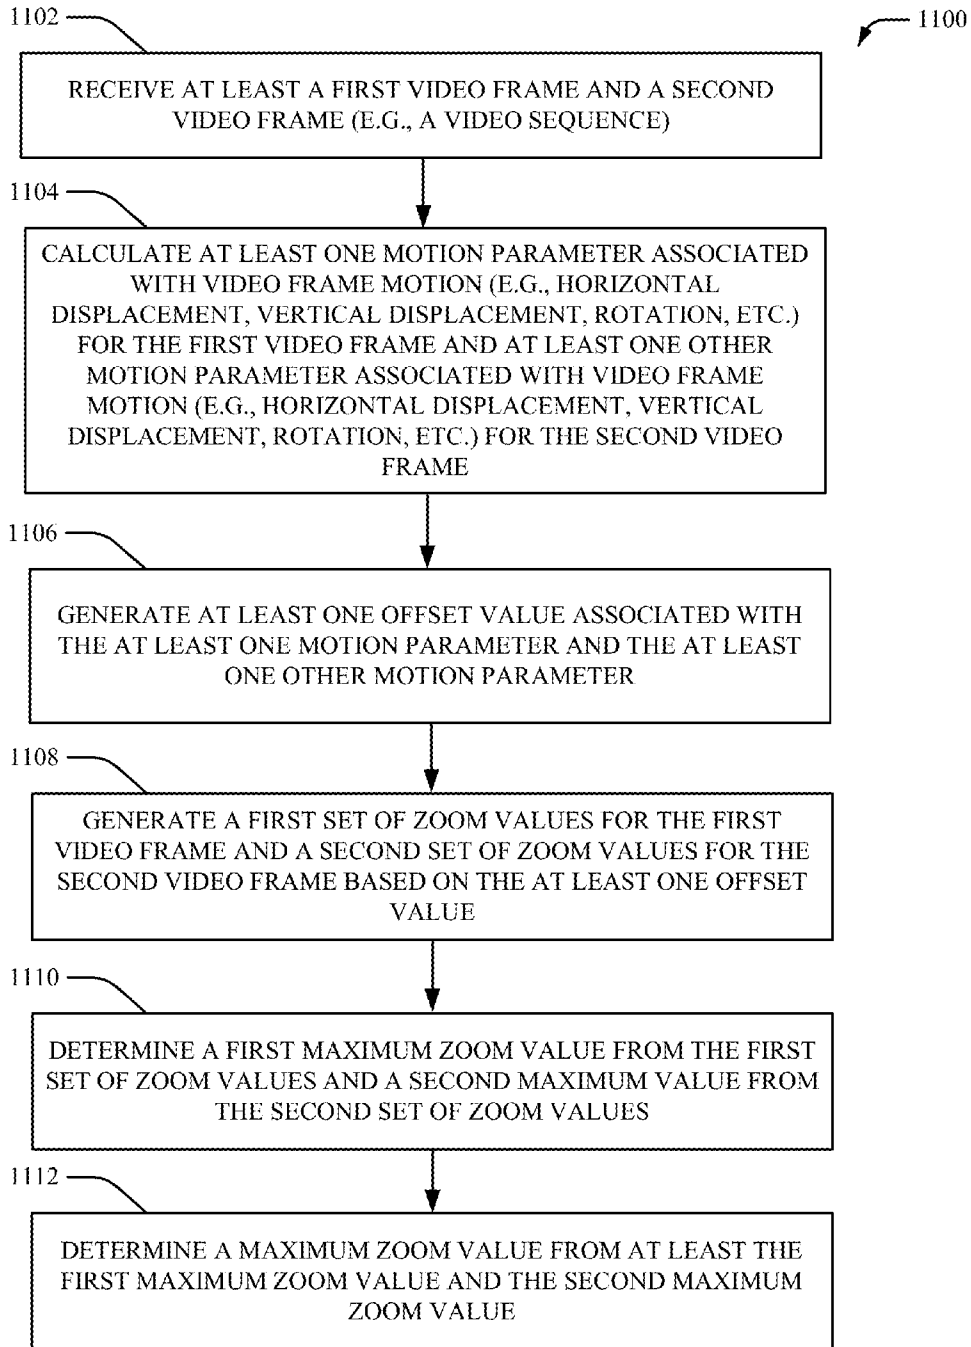 1102
1100
RECEIVE AT LEAST A FIRST VIDEO FRAME AND A SECOND
VIDEO FRAME (E.G., A VIDEO SEQUENCE)
1104
CALCULATE AT LEAST ONE MOTION PARAMETER ASSOCIATED
WITH VIDEO FRAME MOTION (E.G., HORIZONTAL
DISPLACEMENT, VERTICAL DISPLACEMENT, ROTATION, ETC.)
FOR THE FIRST VIDEO FRAME AND AT LEAST ONE OTHER
MOTION PARAMETER ASSOCIATED WITH VIDEO FRAME
MOTION (E.G., HORIZONTAL DISPLACEMENT, VERTICAL
DISPLACEMENT, ROTATION, ETC.) FOR THE SECOND VIDEO
FRAME
1106
GENERATE AT LEAST ONE OFFSET VALUE ASSOCIATED WITH
THE AT LEAST ONE MOTION PARAMETER AND THE AT LEAST
ONE OTHER MOTION PARAMETER
1108
GENERATE A FIRST SET OF ZOOM VALUES FOR THE FIRST
VIDEO FRAME AND A SECOND SET OF ZOOM VALUES FOR THE
SECOND VIDEO FRAME BASED ON THE AT LEAST ONE OFFSET
VALUE
1110
DETERMINE A FIRST MAXIMUM ZOOM VALUE FROM THE FIRST
SET OF ZOOM VALUES AND A SECOND MAXIMUM VALUE FROM
THE SECOND SET OF ZOOM VALUES
1112
DETERMINE A MAXIMUM ZOOM VALUE FROM AT LEAST THE
FIRST MAXIMUM ZOOM VALUE AND THE SECOND MAXIMUM
ZOOM VALUE